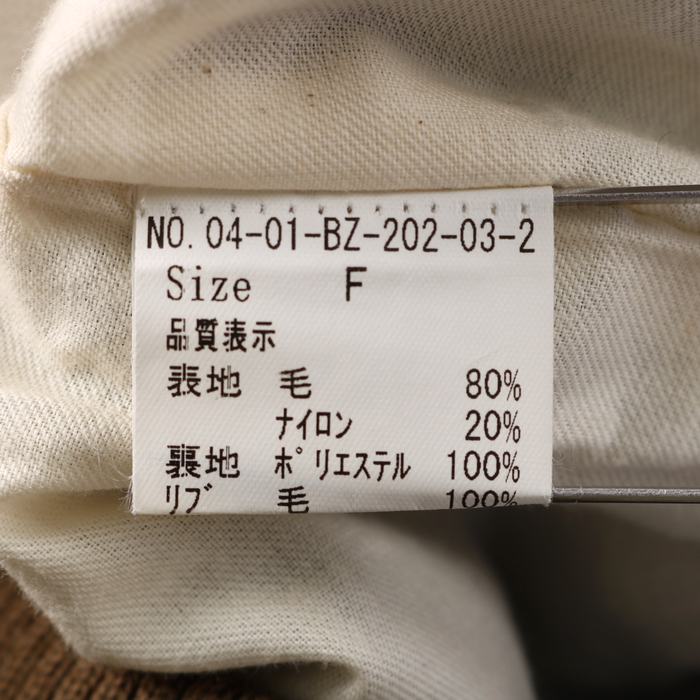 NO. 04-01-BZ-202-03-2
Size F
品質表示
表地 毛 80%
ナイロン 20%
裏地 ポリエステル 100%
リブ 毛 100%